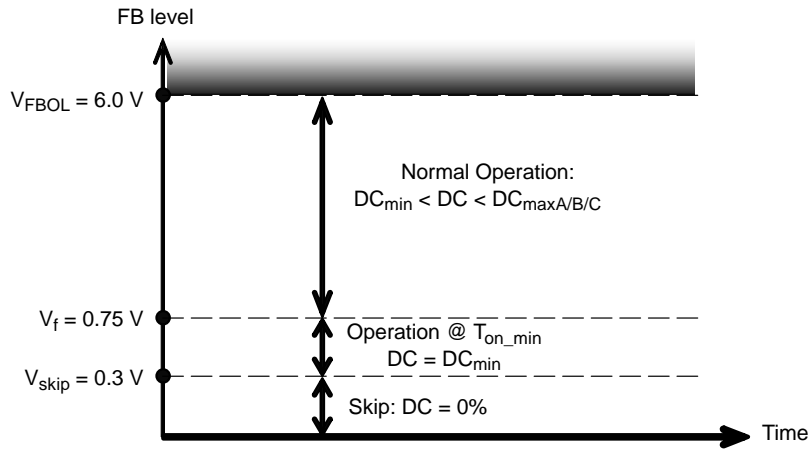 FB level
V_FBOL = 6.0 V
Normal Operation:
DC_min < DC < DC_maxA/B/C
V_f = 0.75 V
Operation @ T_on_min
DC = DC_min
V_skip = 0.3 V
Skip: DC = 0%
Time